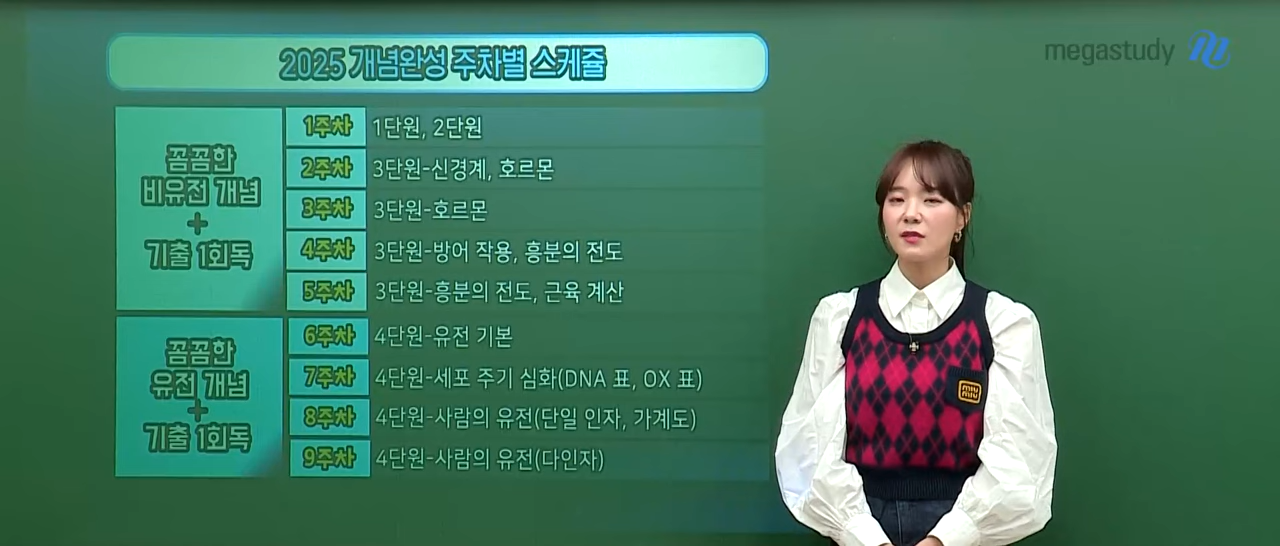 2025 개념완성 주차별 스케쥴
megastudy
꼼꼼한
비유전 개념
+
기출 1회독
1주차 1단원, 2단원
2주차 3단원-신경계, 호르몬
3주차 3단원-호르몬
4주차 3단원-방어 작용, 흥분의 전도
5주차 3단원-흥분의 전도, 근육 계산
꼼꼼한
유전 개념
+
기출 1회독
6주차 4단원-유전 기본
7주차 4단원-세포 주기 심화(DNA 표, OX 표)
8주차 4단원-사람의 유전(단일 인자, 가계도)
9주차 4단원-사람의 유전(다인자)
MIU
MIU